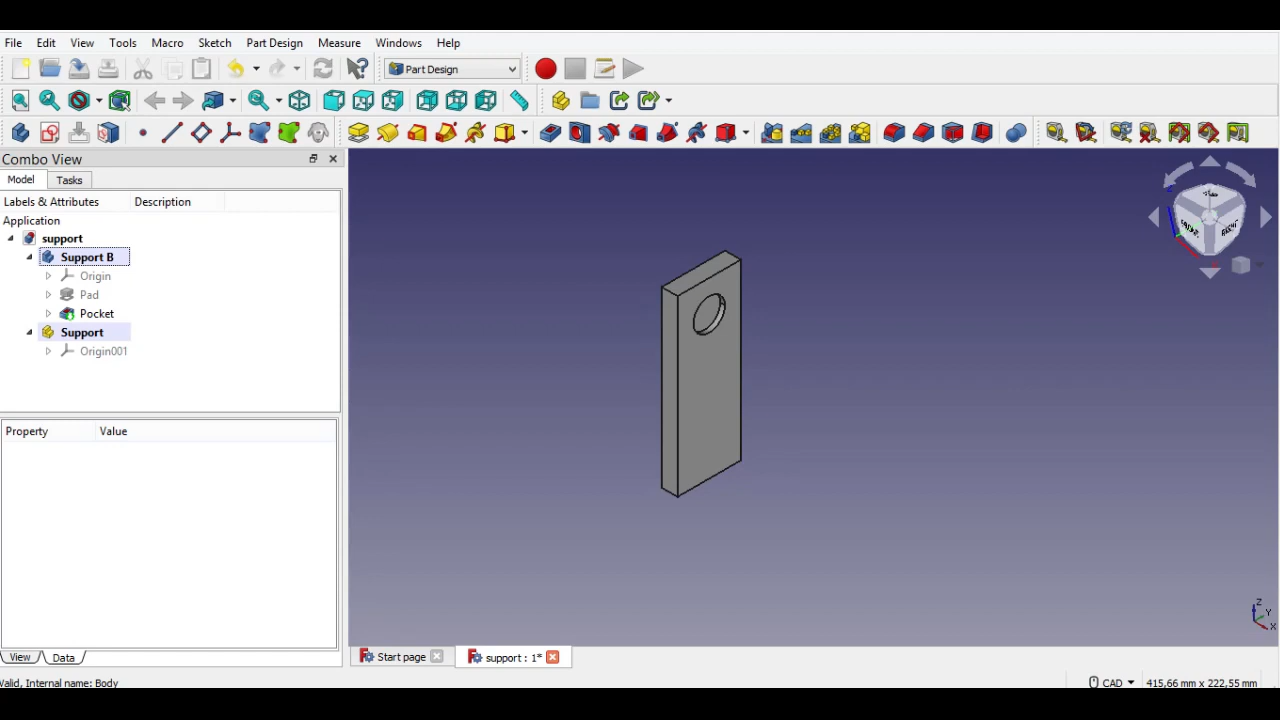 File Edit View Tools Macro Sketch Part Design Measure Windows Help
Part Design
Combo View
Model Tasks
Labels & Attributes Description
Application
support
Support B
Origin
Pad
Pocket
Support
Origin001
Property Value
View Data
Start page support : 1*
RIGHT
Z
Y
X
Valid, Internal name: Body
CAD 415,66 mm x 222,55 mm